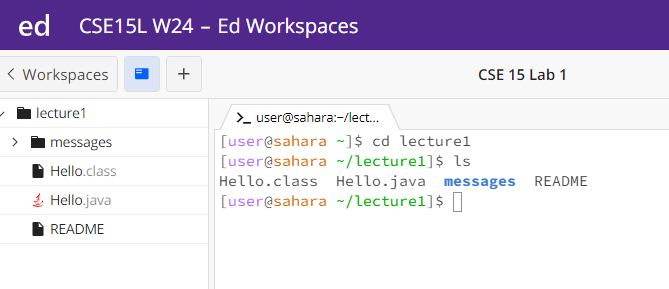 ed CSE15L W24 – Ed Workspaces
Workspaces + CSE 15 Lab 1
lecture1
messages
Hello.class
Hello.java
README
user@sahara:~/lect...
[user@sahara ~]$ cd lecture1
[user@sahara ~/lecture1]$ ls
Hello.class  Hello.java  messages  README
[user@sahara ~/lecture1]$